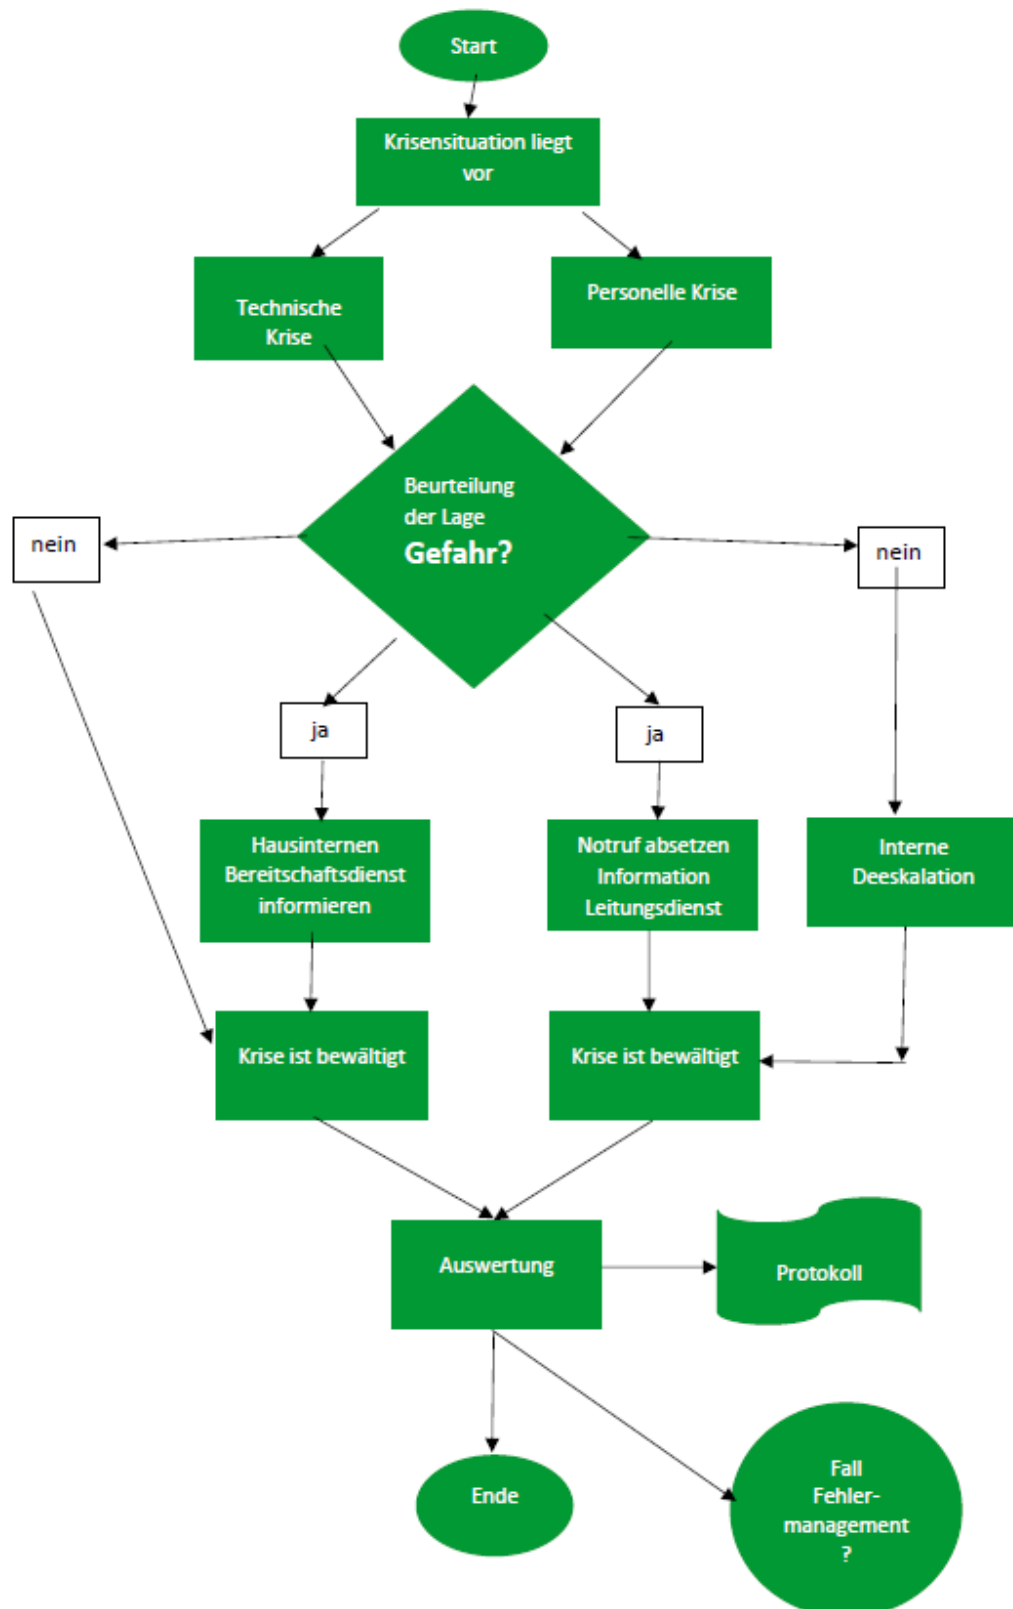 Start
Krisensituation liegt
vor
Technische
Krise
Personelle Krise
Beurteilung
der Lage
Gefahr?
nein
nein
ja
ja
Hausinternen
Bereitschaftsdienst
informieren
Notruf absetzen
Information
Leitungsdienst
Interne
Deeskalation
Krise ist bewältigt
Krise ist bewältigt
Auswertung
Protokoll
Ende
Fall
Fehler-
management
?